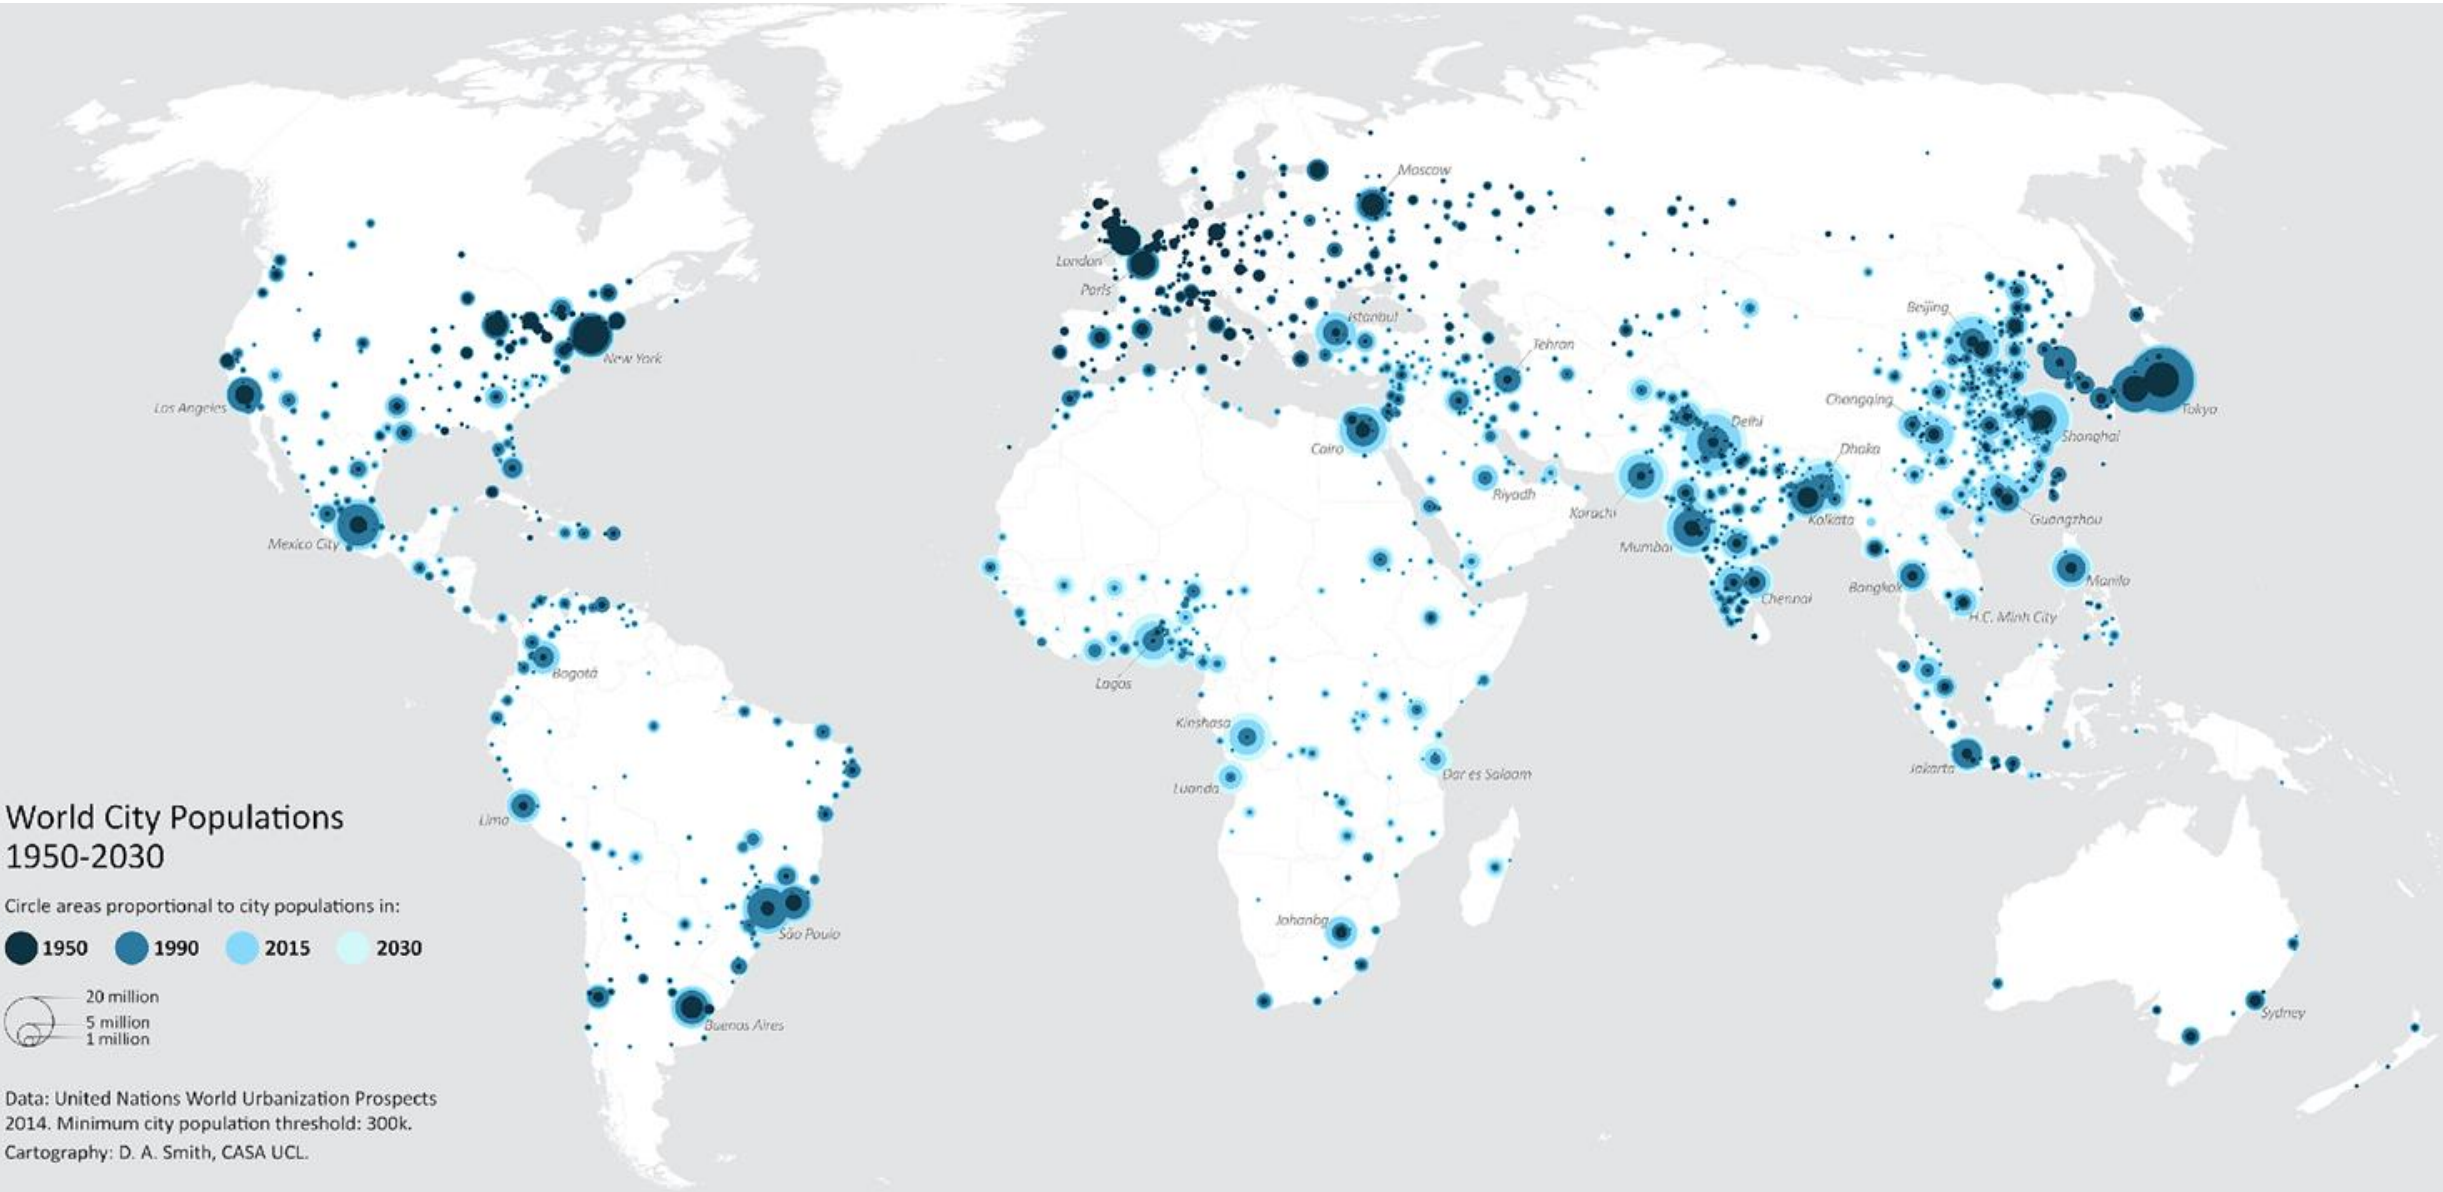 Moscow
London
Paris
Beijing
Istanbul
Tehran
New York
Chongqing
Los Angeles
Tokyo
Delhi
Shanghai
Cairo
Dhaka
Riyadh
Karachi
Kolkata
Guangzhou
Mexico City
Mumbai
Manila
Bangkok
Chennai
H.C. Minh City
Bogotá
Lagos
Kinshasa
Jakarta
Dar es Salaam
Luanda
Lima
Johanbg
São Paulo
Buenos Aires
Sydney
World City Populations
1950-2030
Circle areas proportional to city populations in:
1950 1990 2015 2030
20 million
5 million
1 million
Data: United Nations World Urbanization Prospects
2014. Minimum city population threshold: 300k.
Cartography: D. A. Smith, CASA UCL.